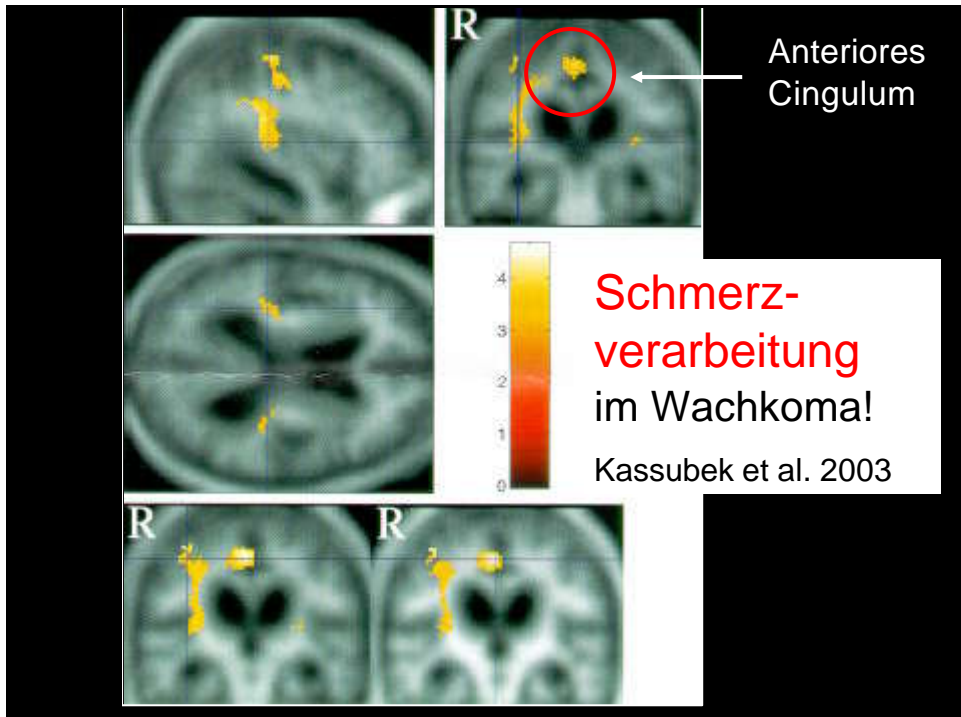 R
Anteriores
Cingulum
4
3
2
1
0
Schmerz-
verarbeitung
im Wachkoma!
Kassubek et al. 2003
R
R